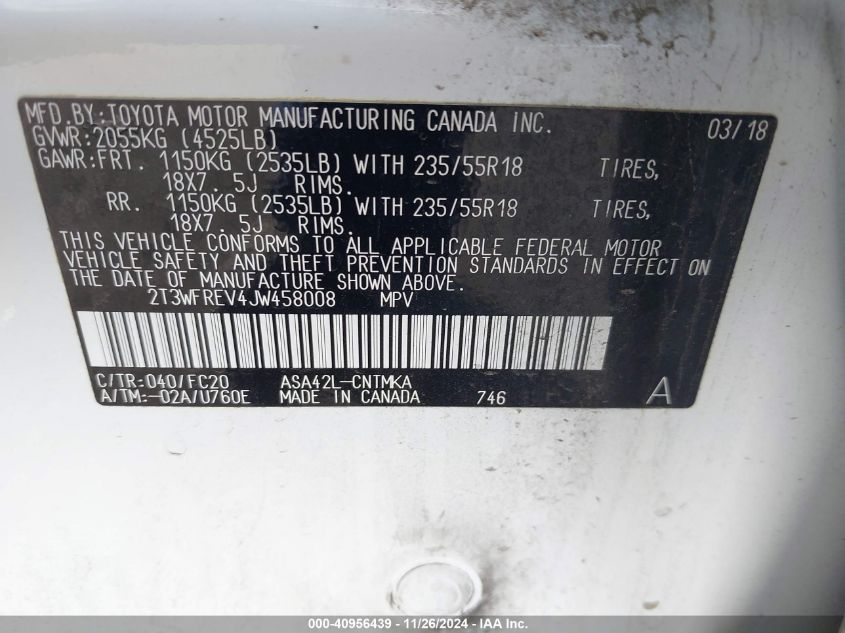 MFD.BY:TOYOTA MOTOR MANUFACTURING CANADA INC. 03/18
GVWR:2055KG (4525LB)
GAWR:FRT. 1150KG (2535LB) WITH 235/55R18 TIRES,
18X7. 5J RIMS.
RR. 1150KG (2535LB) WITH 235/55R18 TIRES,
18X7. 5J RIMS.
THIS VEHICLE CONFORMS TO ALL APPLICABLE FEDERAL MOTOR
VEHICLE SAFETY AND THEFT PREVENTION STANDARDS IN EFFECT ON
THE DATE OF MANUFACTURE SHOWN ABOVE.
2T3WFREV4JW458008 MPV
C/TR:040/FC20 ASA42L-CNTMKA
A/TM:-02A/U760E MADE IN CANADA 746 A
000-40956439 - 11/26/2024 - IAA Inc.